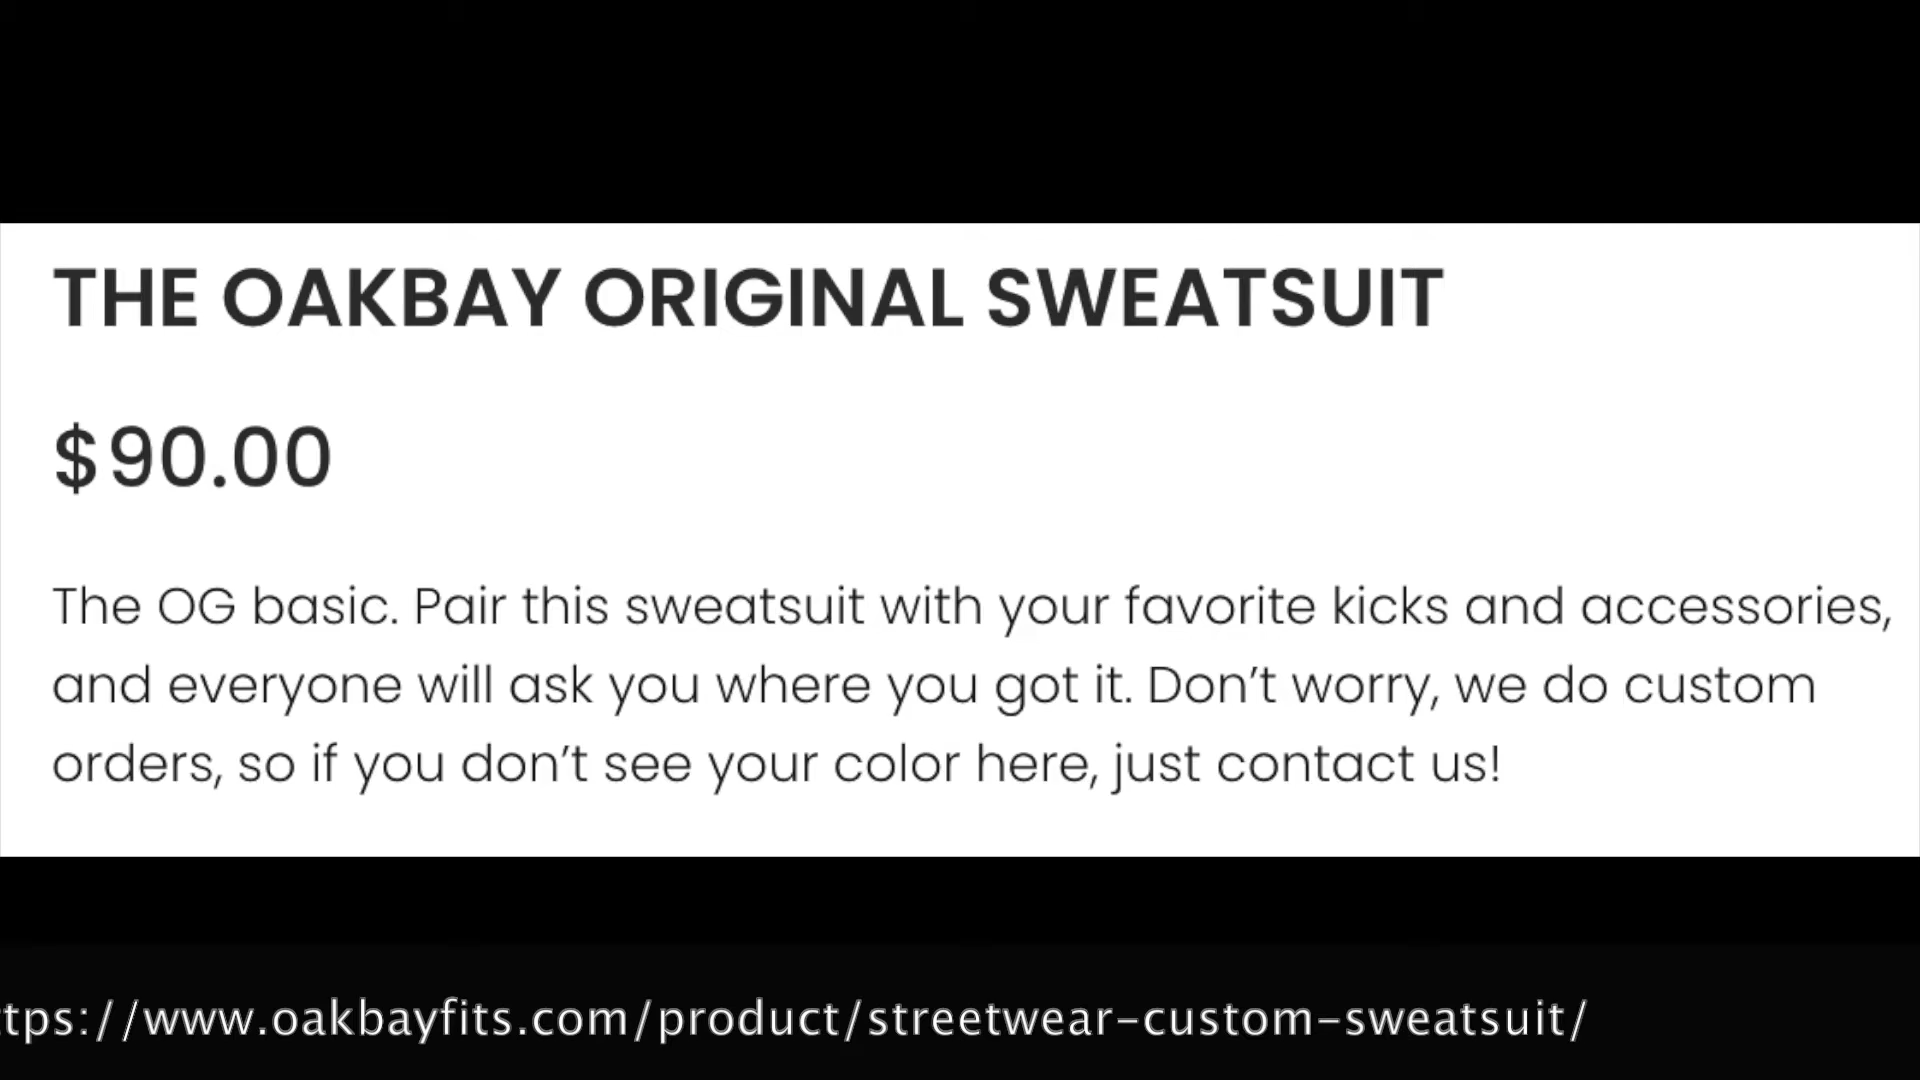 THE OAKBAY ORIGINAL SWEATSUIT
$90.00
The OG basic. Pair this sweatsuit with your favorite kicks and accessories,
and everyone will ask you where you got it. Don’t worry, we do custom
orders, so if you don’t see your color here, just contact us!
tps://www.oakbayfits.com/product/streetwear-custom-sweatsuit/